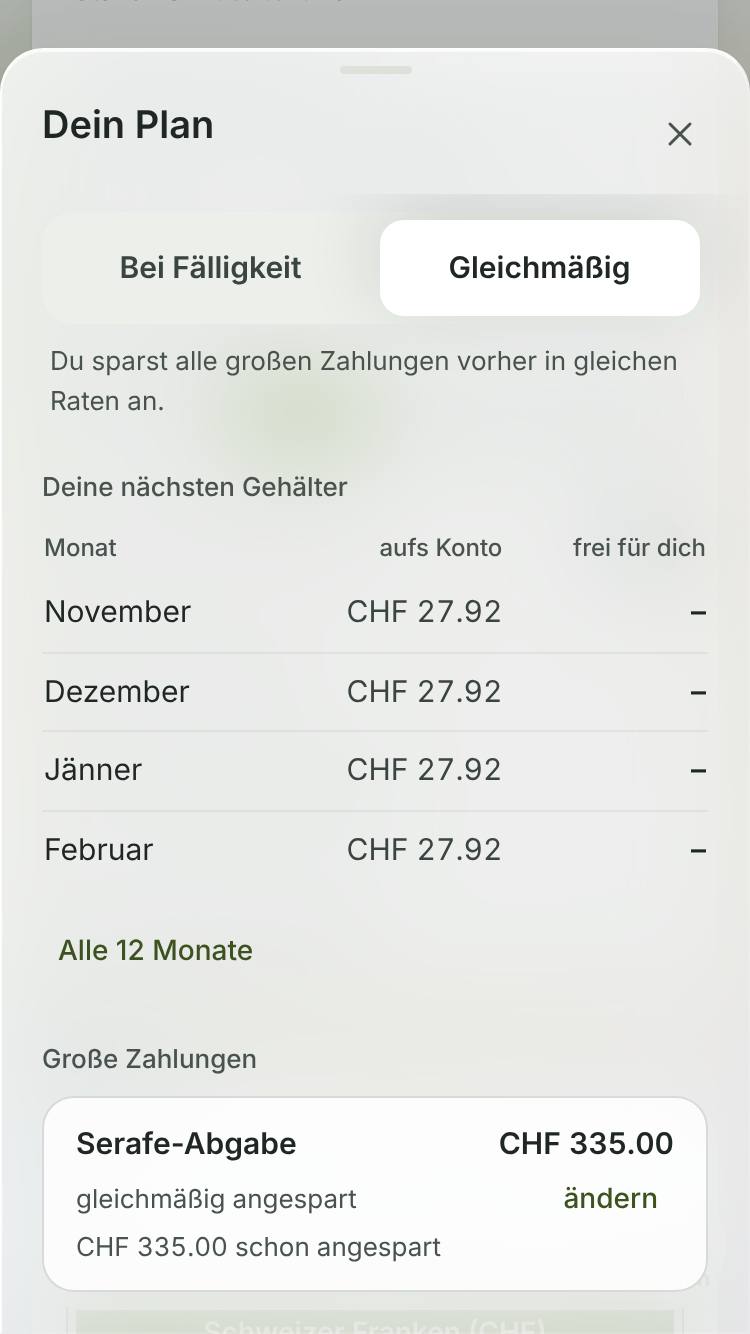 Dein Plan
Bei Fälligkeit
Gleichmäßig
Du sparst alle großen Zahlungen vorher in gleichen
Raten an.
Deine nächsten Gehälter
Monat aufs Konto frei für dich
November CHF 27.92 –
Dezember CHF 27.92 –
Jänner CHF 27.92 –
Februar CHF 27.92 –
Alle 12 Monate
Große Zahlungen
Serafe-Abgabe CHF 335.00
gleichmäßig angespart ändern
CHF 335.00 schon angespart
Schweizer Franken (CHF)